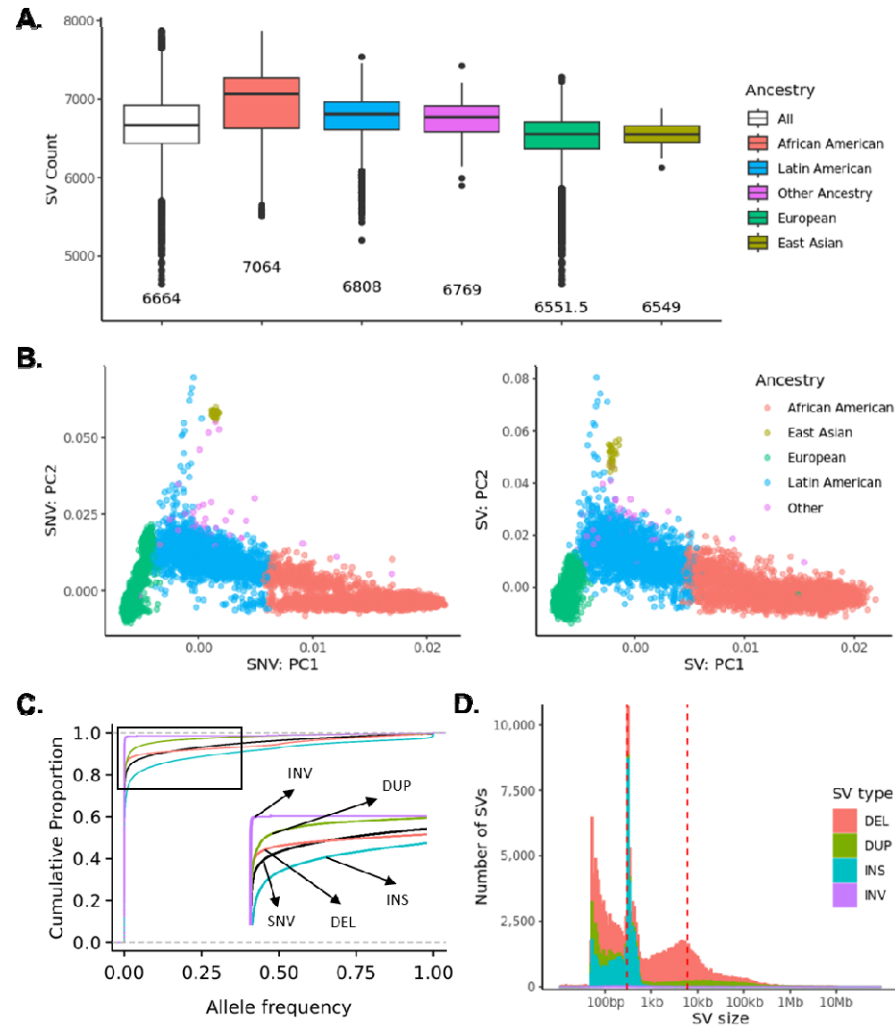 A.
8000
7000
6000
5000
SV Count
6664
7064
6808
6769
6551.5
6549
Ancestry
All
African American
Latin American
Other Ancestry
European
East Asian
B.
0.050
0.025
0.000
SNV: PC2
0.00
0.01
0.02
SNV: PC1
0.08
0.06
0.04
0.02
0.00
SV: PC2
0.00
0.01
0.02
SV: PC1
Ancestry
African American
East Asian
European
Latin American
Other
C.
1.0
0.8
0.6
0.4
0.2
0.0
Cumulative Proportion
INV
DUP
INS
SNV
DEL
0.00
0.25
0.50
0.75
1.00
Allele frequency
D.
10,000
7,500
5,000
2,500
0
Number of SVs
100bp
1kb
10kb
100kb
1Mb
10Mb
SV size
SV type
DEL
DUP
INS
INV